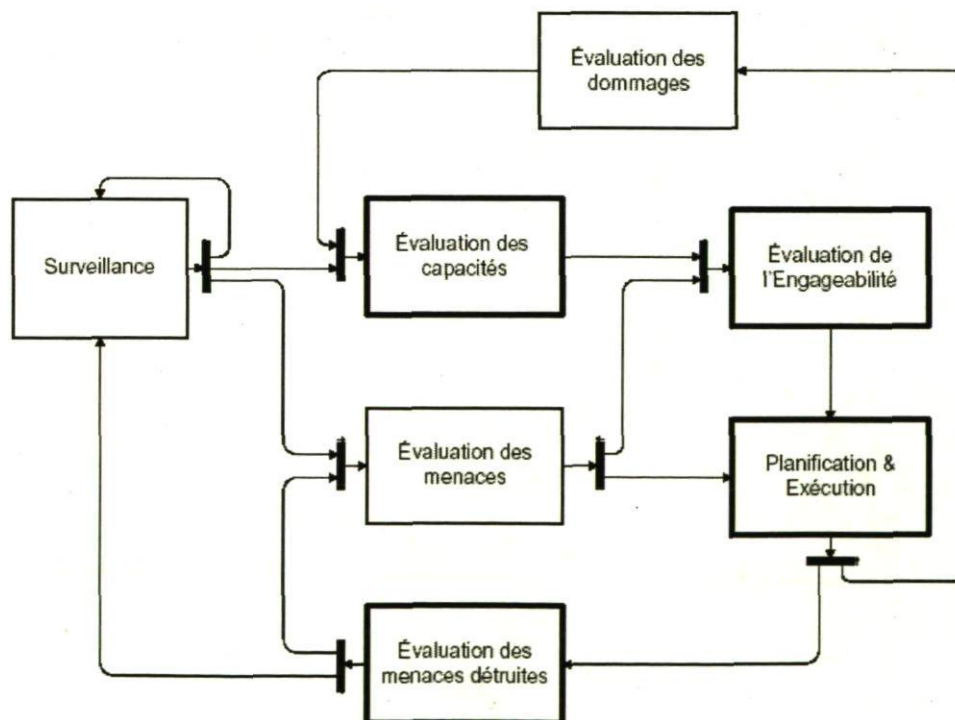 Évaluation des
dommages
Surveillance
Évaluation des
capacités
Évaluation de
l'Engageabilité
Évaluation des
menaces
Planification &
Exécution
Évaluation des
menaces détruites